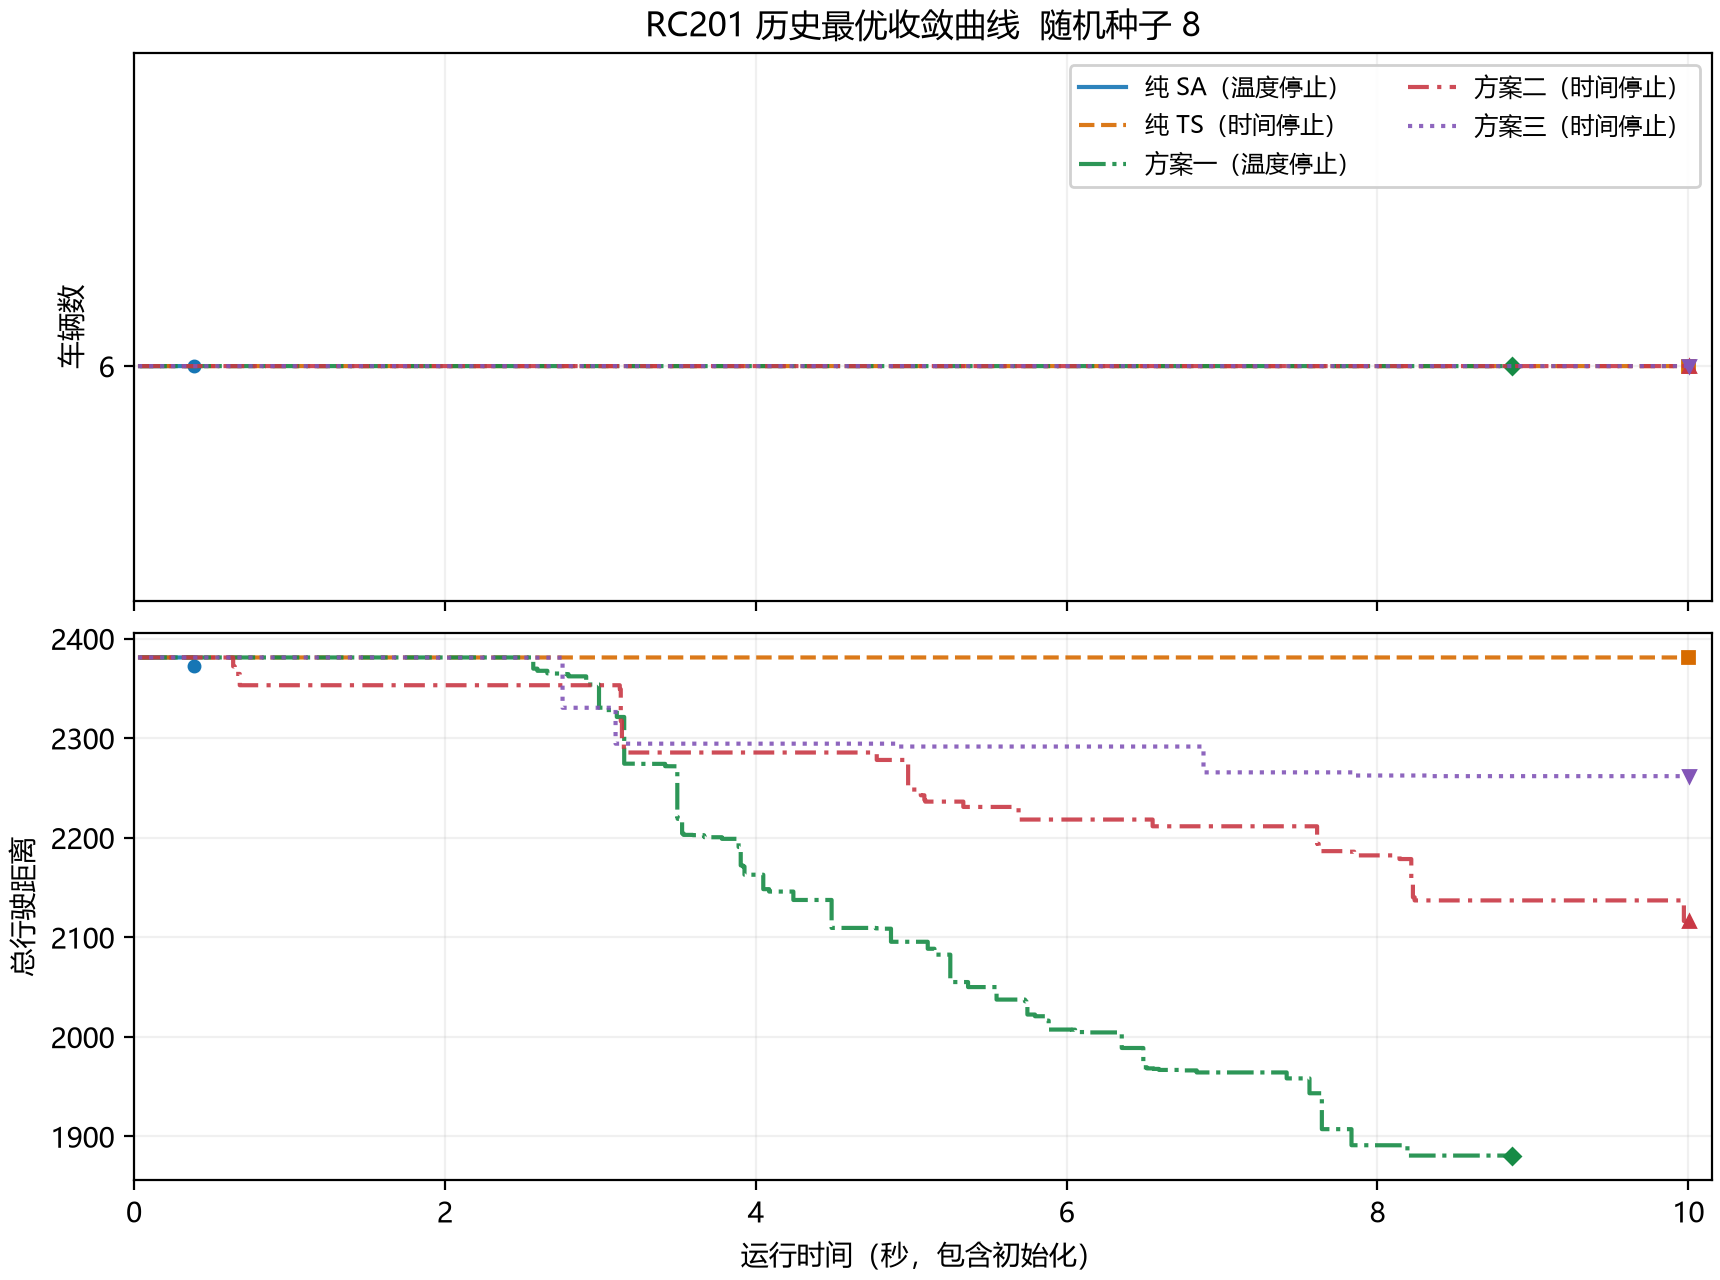 RC201 历史最优收敛曲线 随机种子 8
纯 SA（温度停止）
纯 TS（时间停止）
方案一（温度停止）
方案二（时间停止）
方案三（时间停止）
车辆数
6
2400
2300
2200
2100
2000
1900
总行驶距离
0 2 4 6 8 10
运行时间（秒，包含初始化）